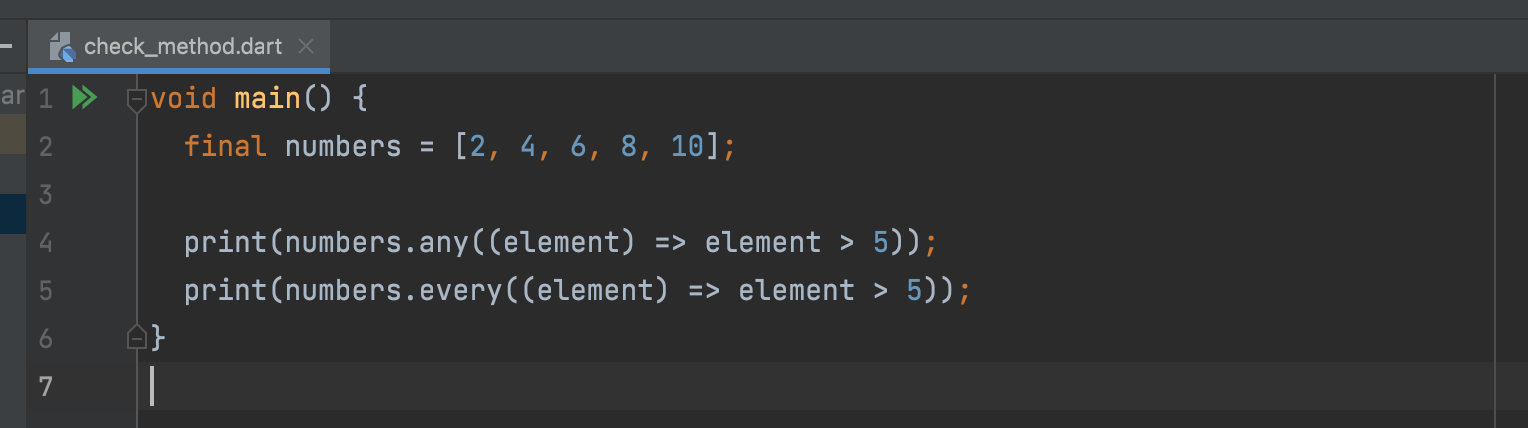 check_method.dart
ar
1 void main() {
2 final numbers = [2, 4, 6, 8, 10];
3
4 print(numbers.any((element) => element > 5));
5 print(numbers.every((element) => element > 5));
6 }
7